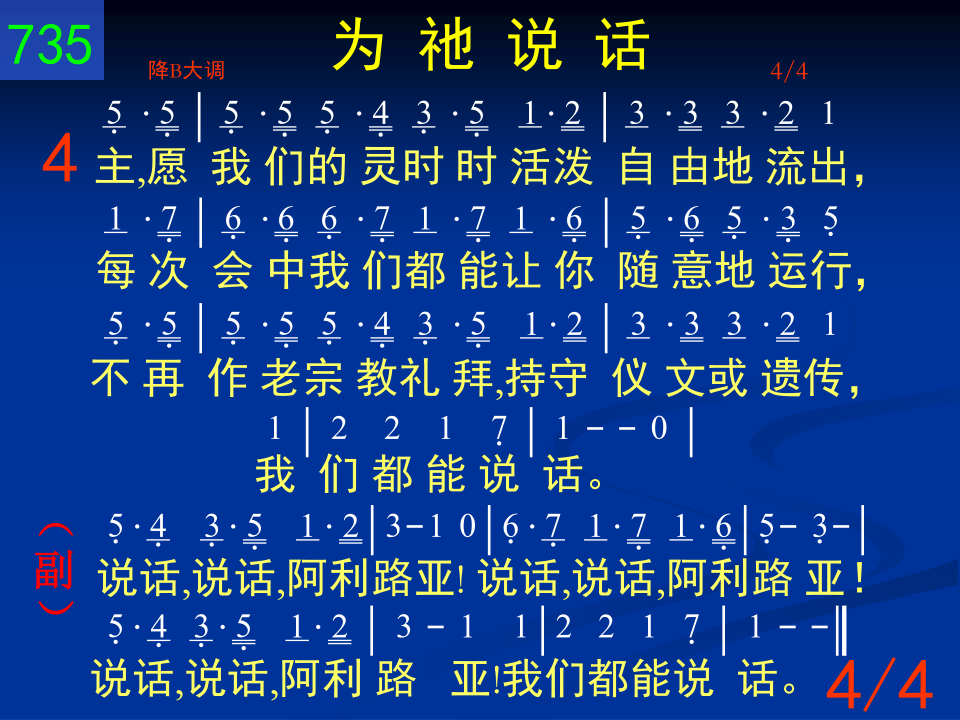 735
为 祂 说 话
降B大调 4/4
5 · 5 | 5 · 5 5 · 4 3 · 5 1 · 2 | 3 · 3 3 · 2 1
4 主,愿 我 们的 灵时 时 活泼 自 由地 流出,
1 · 7 | 6 · 6 6 · 7 1 · 7 1 · 6 | 5 · 6 5 · 3 5
每 次 会 中我 们都 能让 你 随 意地 运行,
5 · 5 | 5 · 5 5 · 4 3 · 5 1 · 2 | 3 · 3 3 · 2 1
不 再 作 老宗 教礼 拜,持守 仪 文或 遗传,
1 | 2 2 1 7 | 1 - - 0 |
我 们 都 能 说 话。
5 · 4 3 · 5 1 · 2 | 3 - 1 0 | 6 · 7 1 · 7 1 · 6 | 5 - 3 - |
(副) 说话,说话,阿利路亚! 说话,说话,阿利路 亚!
5 · 4 3 · 5 1 · 2 | 3 - 1 1 | 2 2 1 7 | 1 - - ‖
说话,说话,阿利 路 亚!我们都能说 话。
4/4